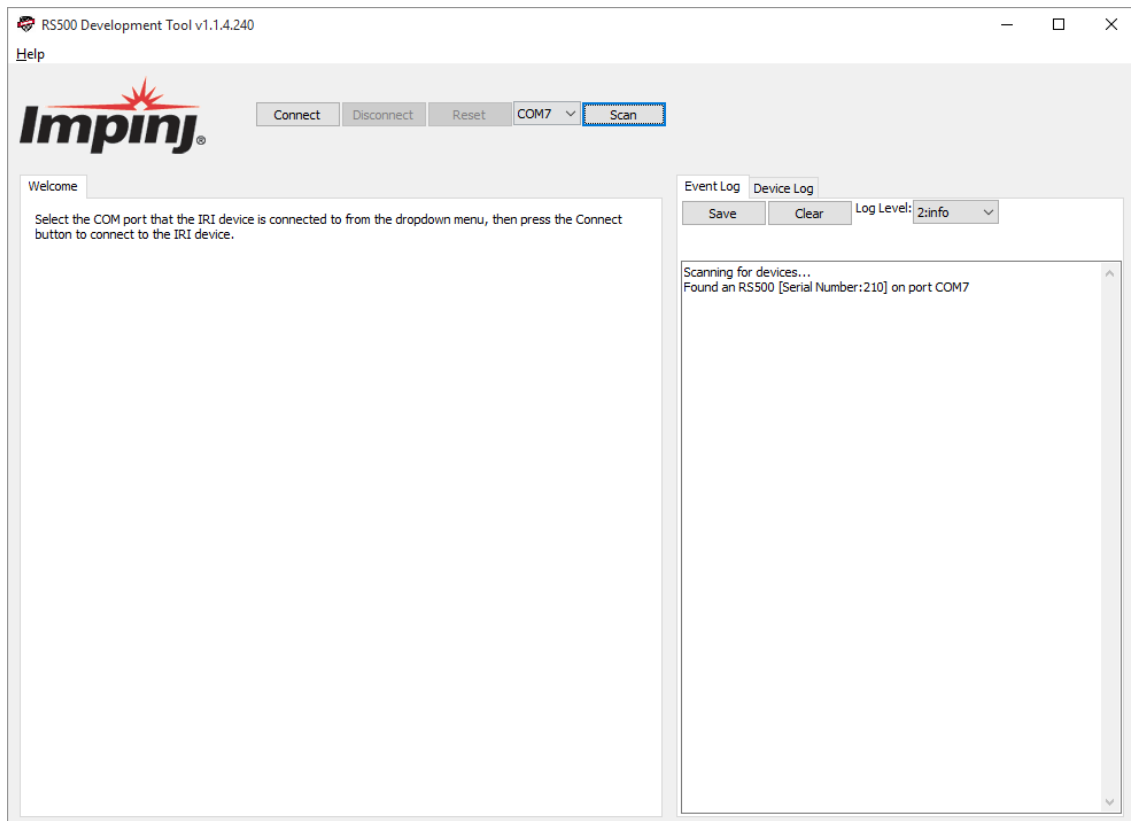 RS500 Development Tool v1.1.4.240
Help
Impinj®
Connect Disconnect Reset COM7 Scan
Welcome
Select the COM port that the IRI device is connected to from the dropdown menu, then press the Connect
button to connect to the IRI device.
Event Log Device Log
Save Clear Log Level: 2:info
Scanning for devices...
Found an RS500 [Serial Number:210] on port COM7